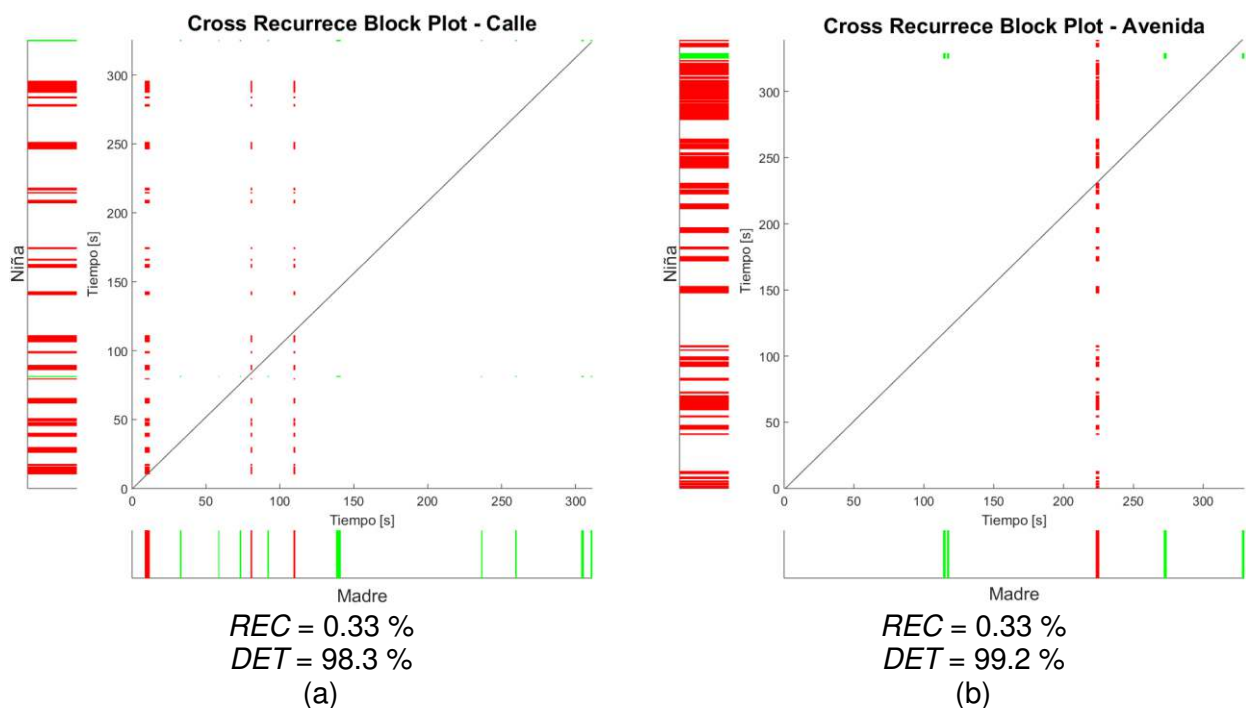 Cross Recurrece Block Plot - Calle
300
250
200
150
100
50
0
Niña
Tiempo [s]
0 50 100 150 200 250 300
Tiempo [s]
Madre
REC = 0.33 %
DET = 98.3 %
(a)
Cross Recurrece Block Plot - Avenida
300
250
200
150
100
50
0
Niña
Tiempo [s]
0 50 100 150 200 250 300
Tiempo [s]
Madre
REC = 0.33 %
DET = 99.2 %
(b)